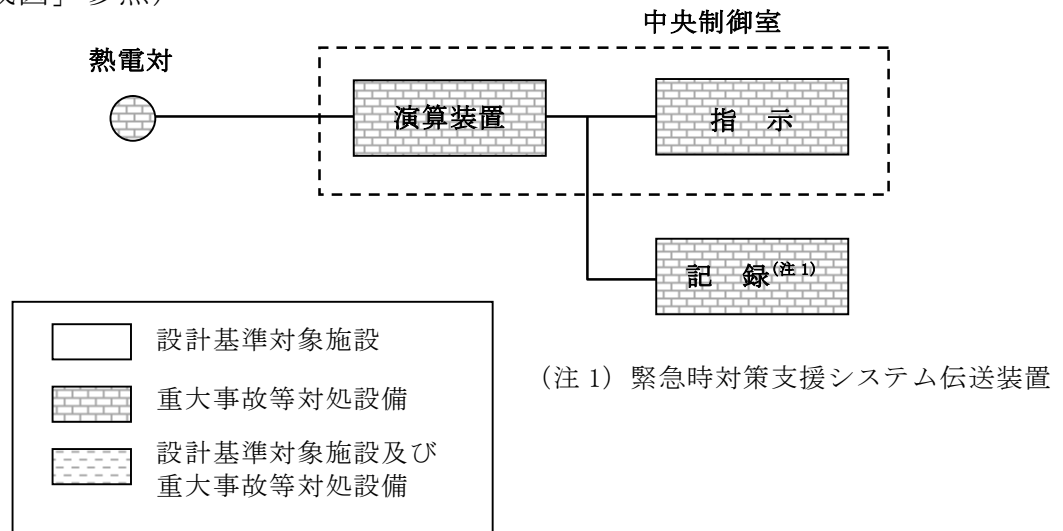 図」参照）
中央制御室
熱電対
演算装置
指　示
記　録(注 1)
設計基準対象施設
（注 1）緊急時対策支援システム伝送装置
重大事故等対処設備
設計基準対象施設及び
重大事故等対処設備